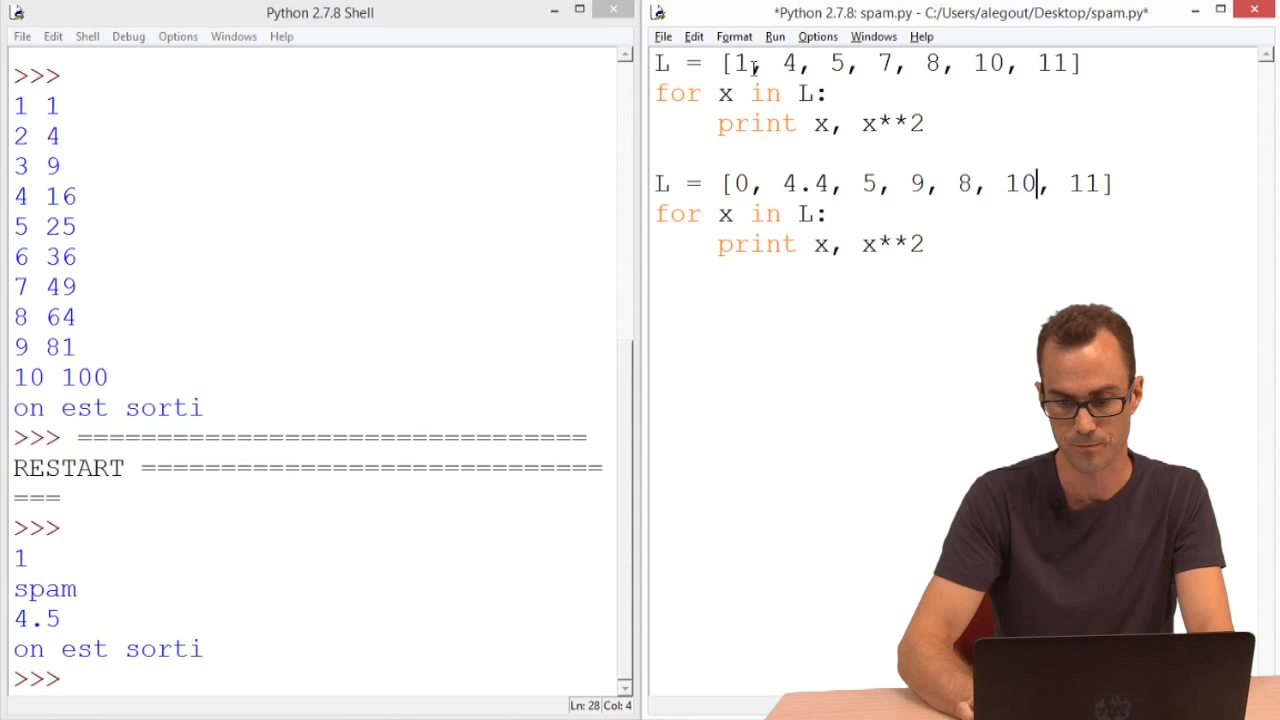 Python 2.7.8 Shell
File Edit Shell Debug Options Windows Help
>>>
1 1
2 4
3 9
4 16
5 25
6 36
7 49
8 64
9 81
10 100
on est sorti
>>> ================================
RESTART =============================
===
>>>
1
spam
4.5
on est sorti
>>>
Ln: 28 Col: 4
*Python 2.7.8: spam.py - C:/Users/alegout/Desktop/spam.py*
File Edit Format Run Options Windows Help
L = [1, 4, 5, 7, 8, 10, 11]
for x in L:
    print x, x**2
L = [0, 4.4, 5, 9, 8, 10, 11]
for x in L:
    print x, x**2